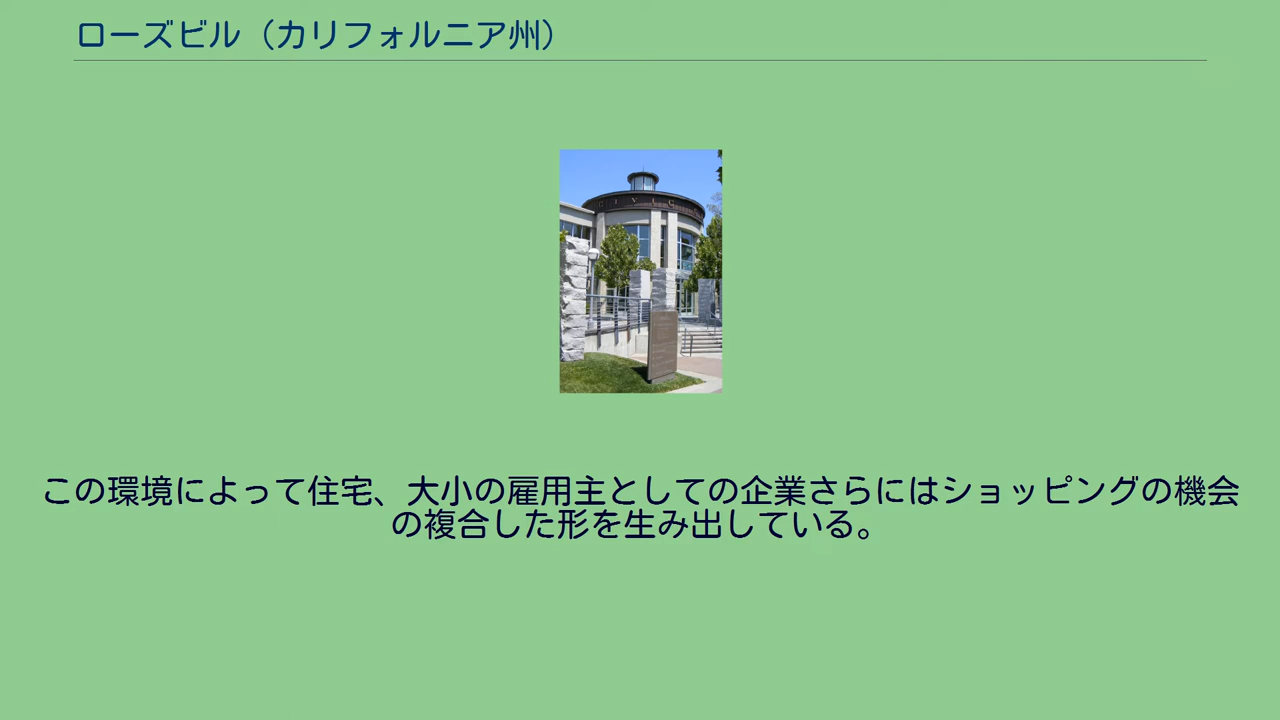 ローズビル（カリフォルニア州）
CIVIC
この環境によって住宅、大小の雇用主としての企業さらにはショッピングの機会
の複合した形を生み出している。